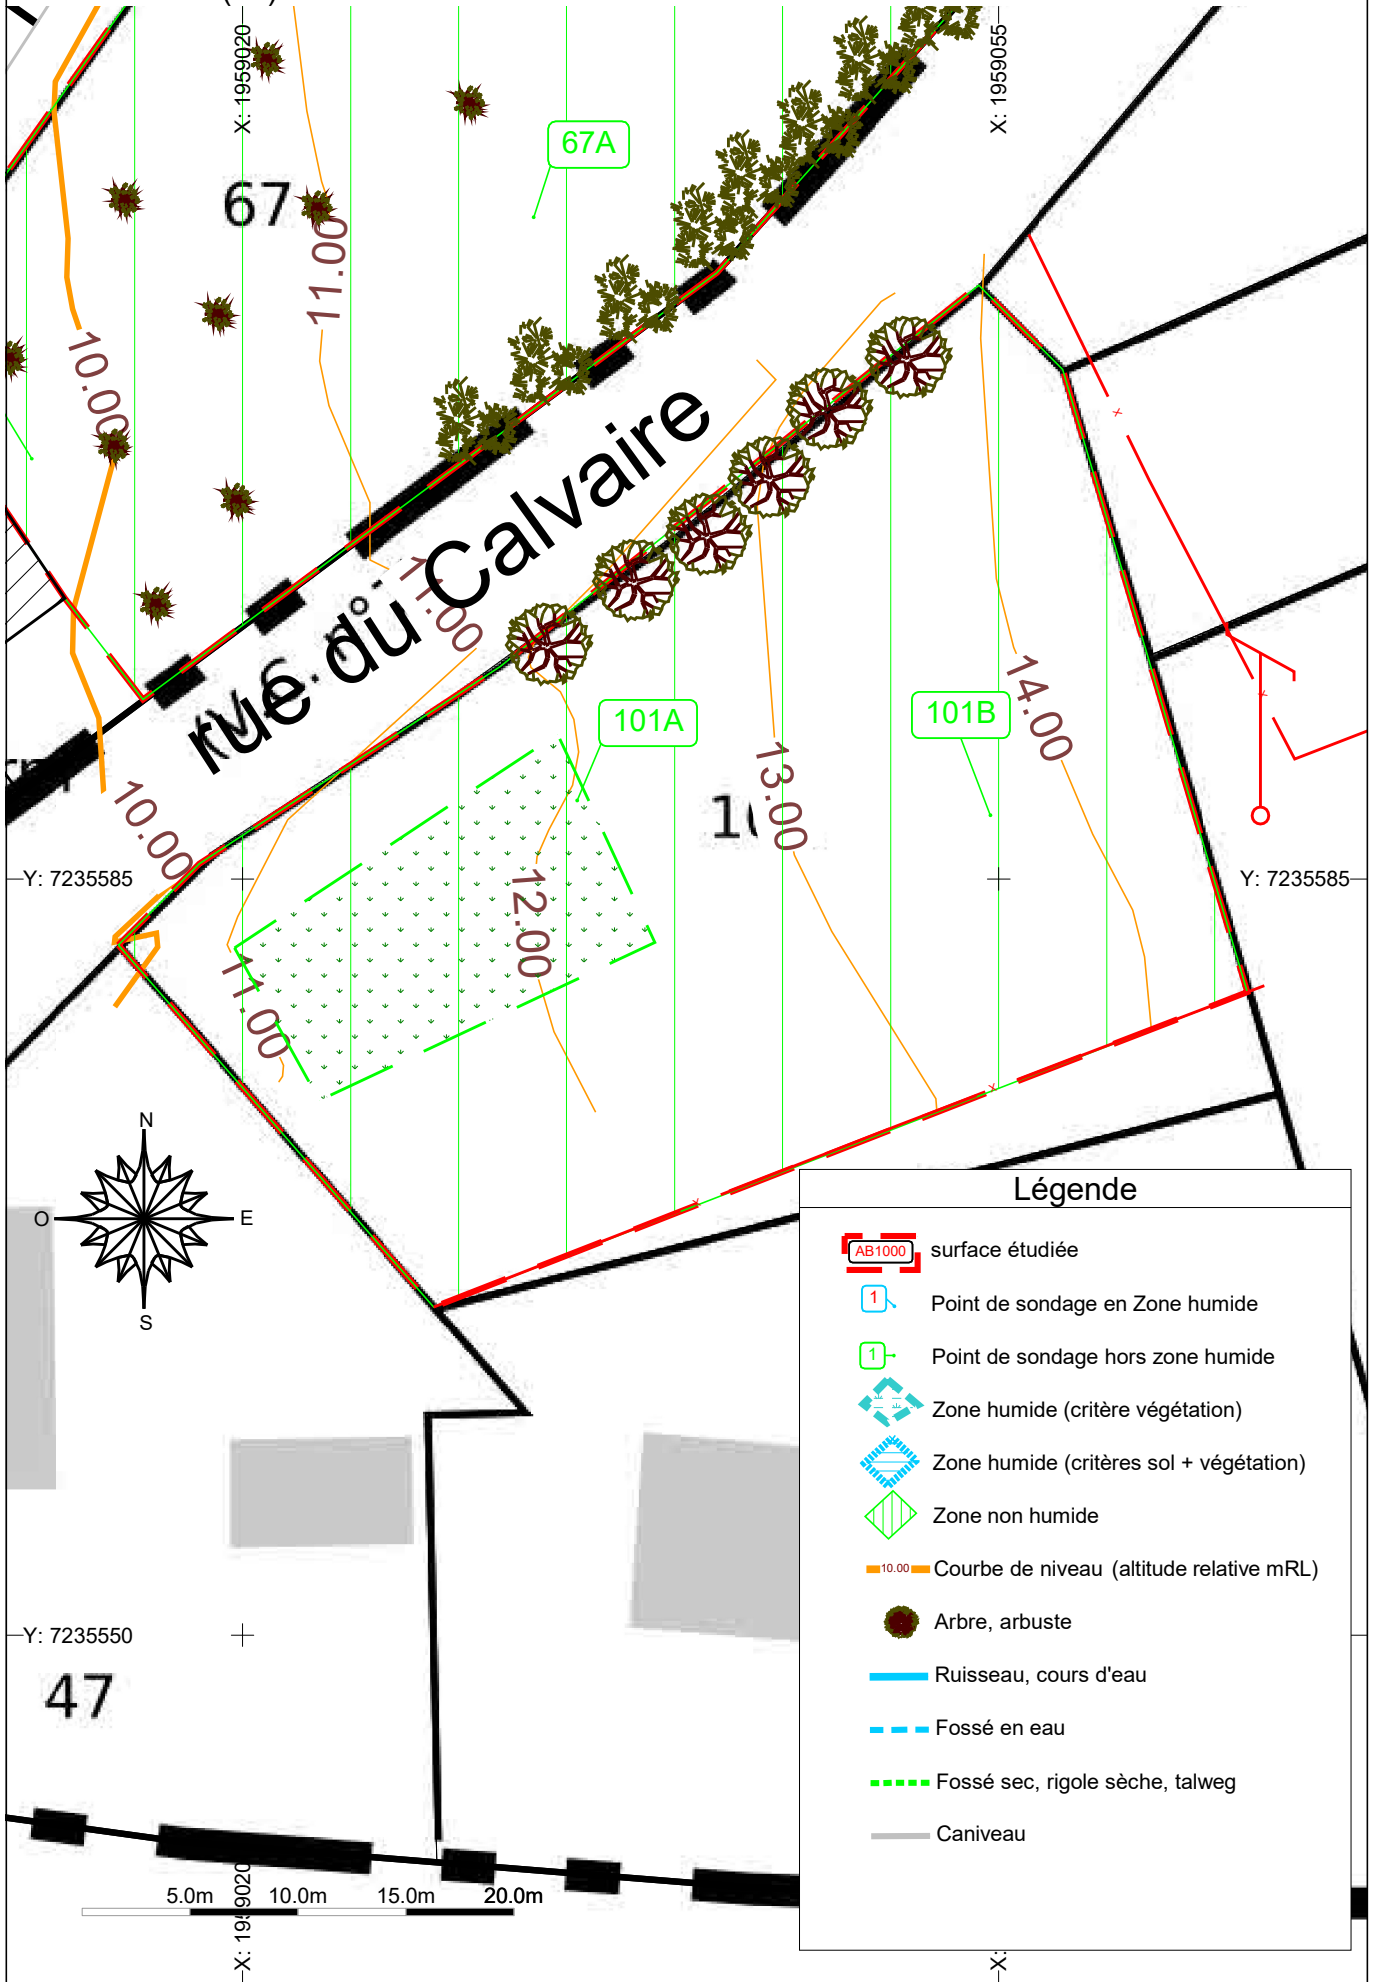 X: 1959020
X: 1959055
67A
67
11.00
10.00
rue du Calvaire
11.00
101A
101B
14.00
13.00
10.00
12.00
11.00
Y: 7235585
Y: 7235585
N
O
E
S
Légende
AB1000 surface étudiée
1 Point de sondage en Zone humide
1 Point de sondage hors zone humide
Zone humide (critère végétation)
Zone humide (critères sol + végétation)
Zone non humide
10.00 Courbe de niveau (altitude relative mRL)
Arbre, arbuste
Ruisseau, cours d'eau
Fossé en eau
Fossé sec, rigole sèche, talweg
Caniveau
Y: 7235550
47
5.0m 10.0m 15.0m 20.0m
X: 1959020
X: